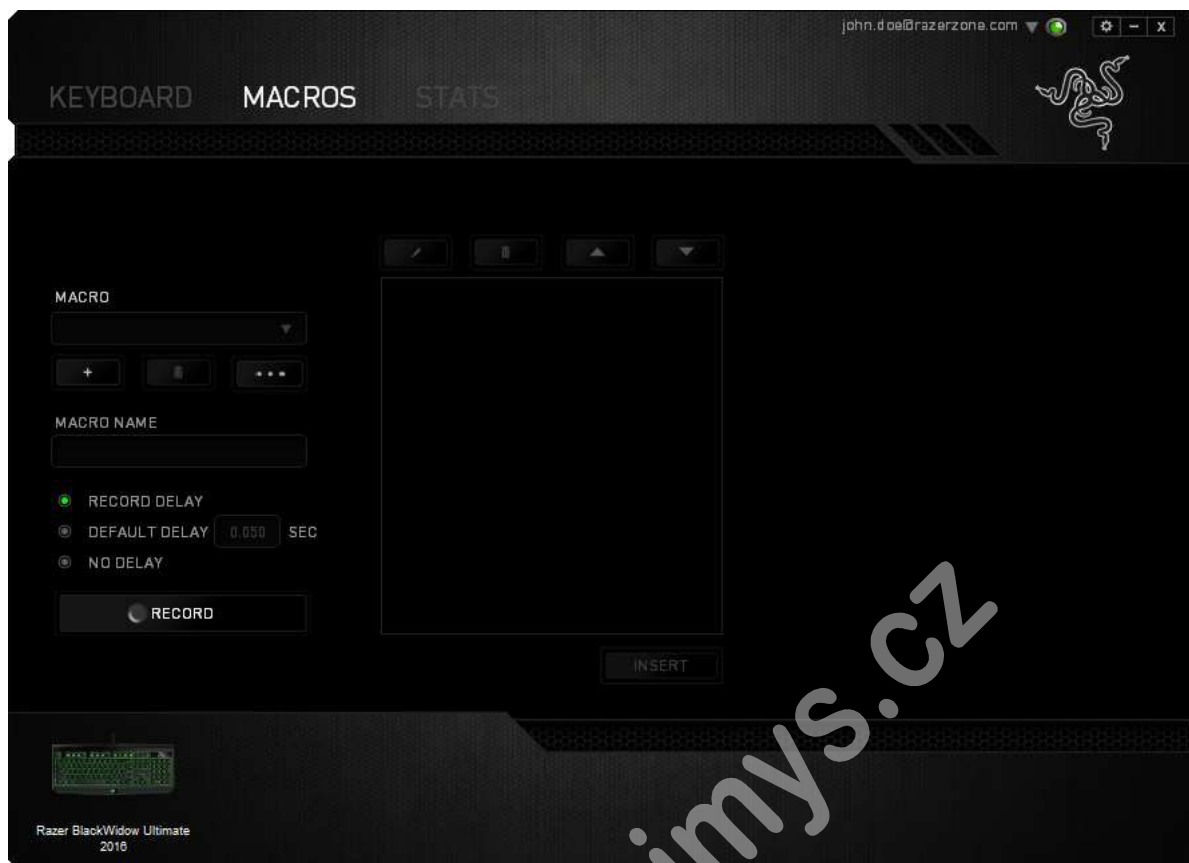 john.doe@razerzone.com
KEYBOARD MACROS STATS
MACRO
MACRO NAME
RECORD DELAY
DEFAULT DELAY 0.050 SEC
NO DELAY
RECORD
INSERT
Razer BlackWidow Ultimate
2016
imys.cz